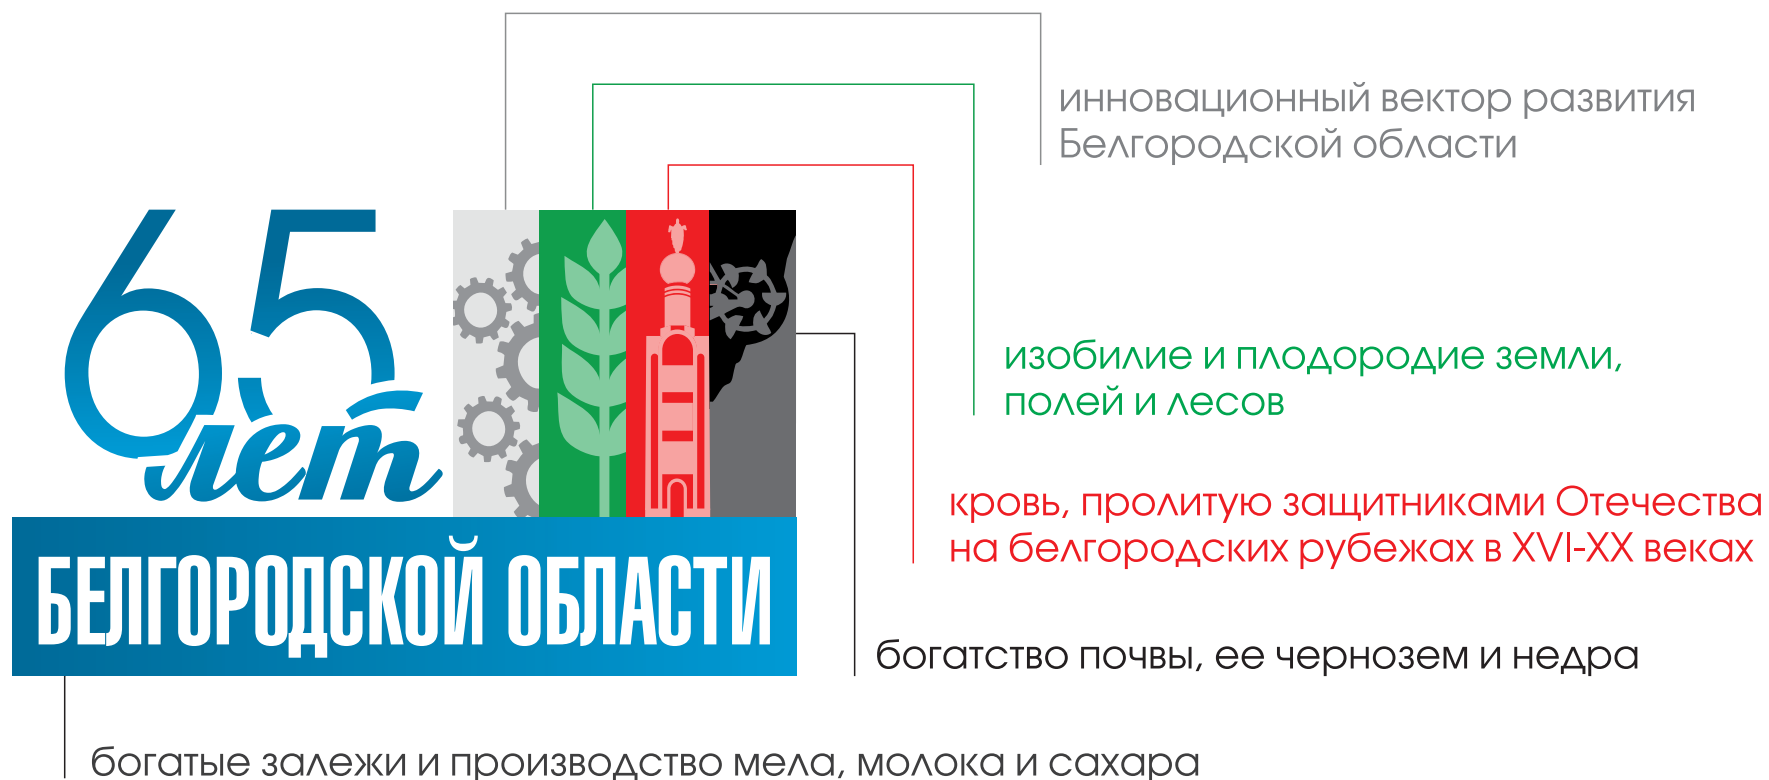 инновационный вектор развития
Белгородской области
65
лет
БЕЛГОРОДСКОЙ ОБЛАСТИ
изобилие и плодородие земли,
полей и лесов
кровь, пролитую защитниками Отечества
на белгородских рубежах в XVI-XX веках
богатство почвы, ее чернозем и недра
богатые залежи и производство мела, молока и сахара